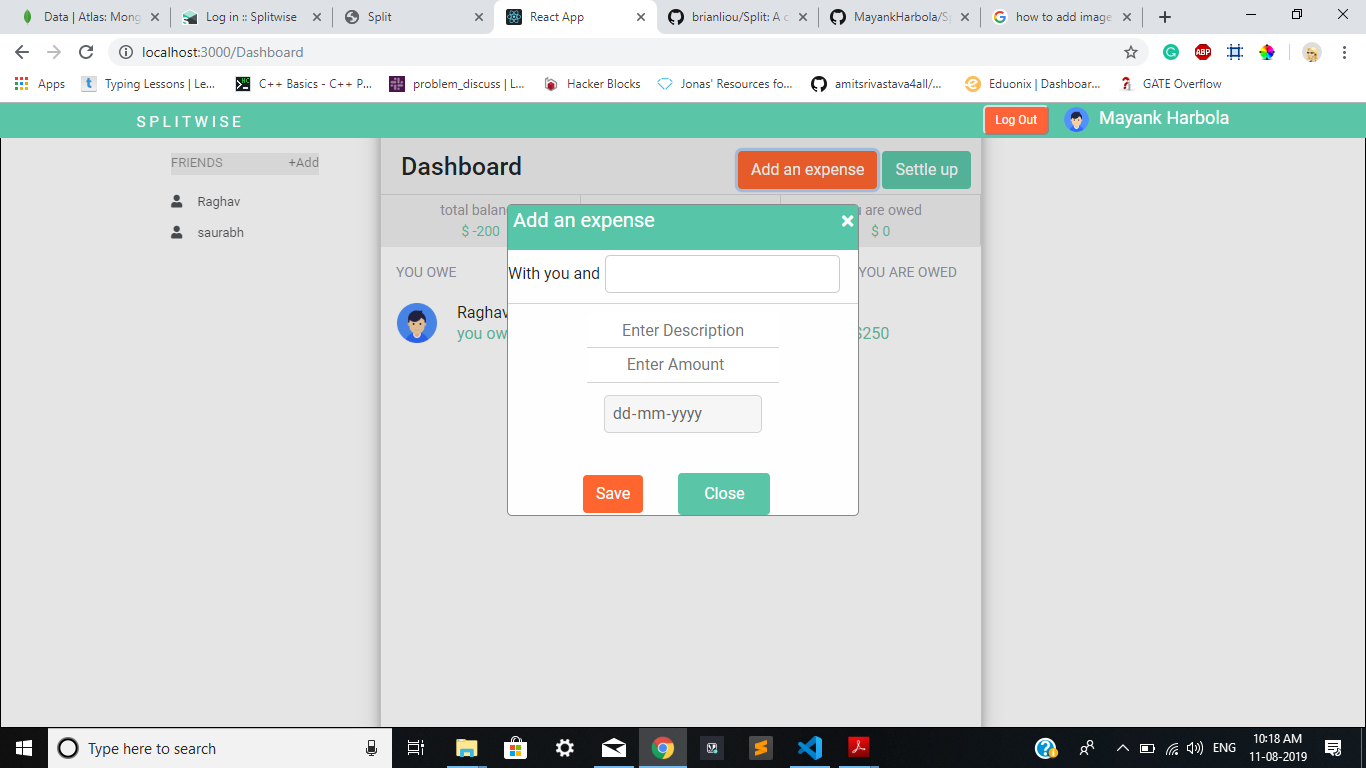 Data | Atlas: Mong
Log in :: Splitwise
Split
React App
brianliou/Split: A c
MayankHarbola/Sp
how to add image
localhost:3000/Dashboard
ABP
Apps
Typing Lessons | Le...
C++ Basics - C++ P...
problem_discuss | L...
Hacker Blocks
Jonas' Resources fo...
amitsrivastava4all/...
Eduonix | Dashboar...
GATE Overflow
SPLITWISE
Log Out
Mayank Harbola
FRIENDS +Add
Raghav
saurabh
Dashboard
Add an expense
Settle up
total balan
$ -200
are owed
$ 0
YOU OWE
YOU ARE OWED
Raghav
you ow
$250
Add an expense
×
With you and
Enter Description
Enter Amount
dd-mm-yyyy
Save
Close
Type here to search
ENG
10:18 AM
11-08-2019